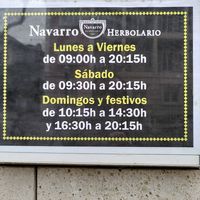 Navarro Navarro HERBOLARIO
Lunes a Viernes
de 09:00h a 20:15h
Sábado
de 09:30h a 20:15h
Domingos y festivos
de 10:15h a 14:30h
y 16:30h a 20:15h